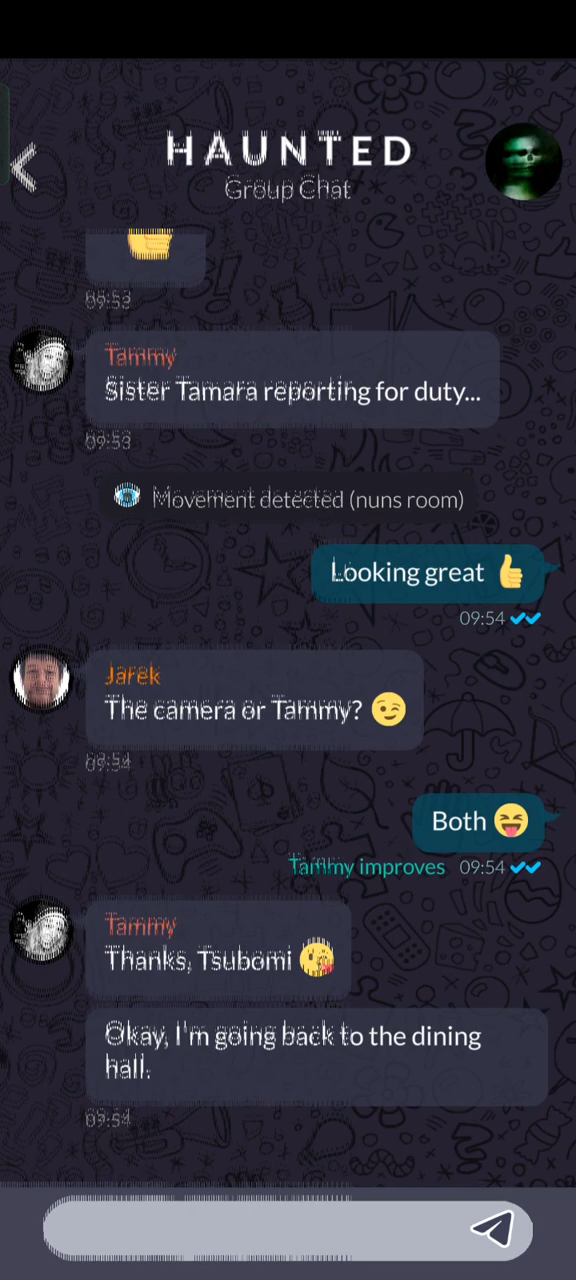 HAUNTED
Group Chat
09:53
Tammy
Sister Tamara reporting for duty...
09:53
Movement detected (nuns room)
Looking great 👍
09:54
Jarek
The camera or Tammy? 😉
09:54
Both 😝
Tammy improves 09:54
Tammy
Thanks, Tsubomi 😘
Okay, I'm going back to the dining
hall.
09:54